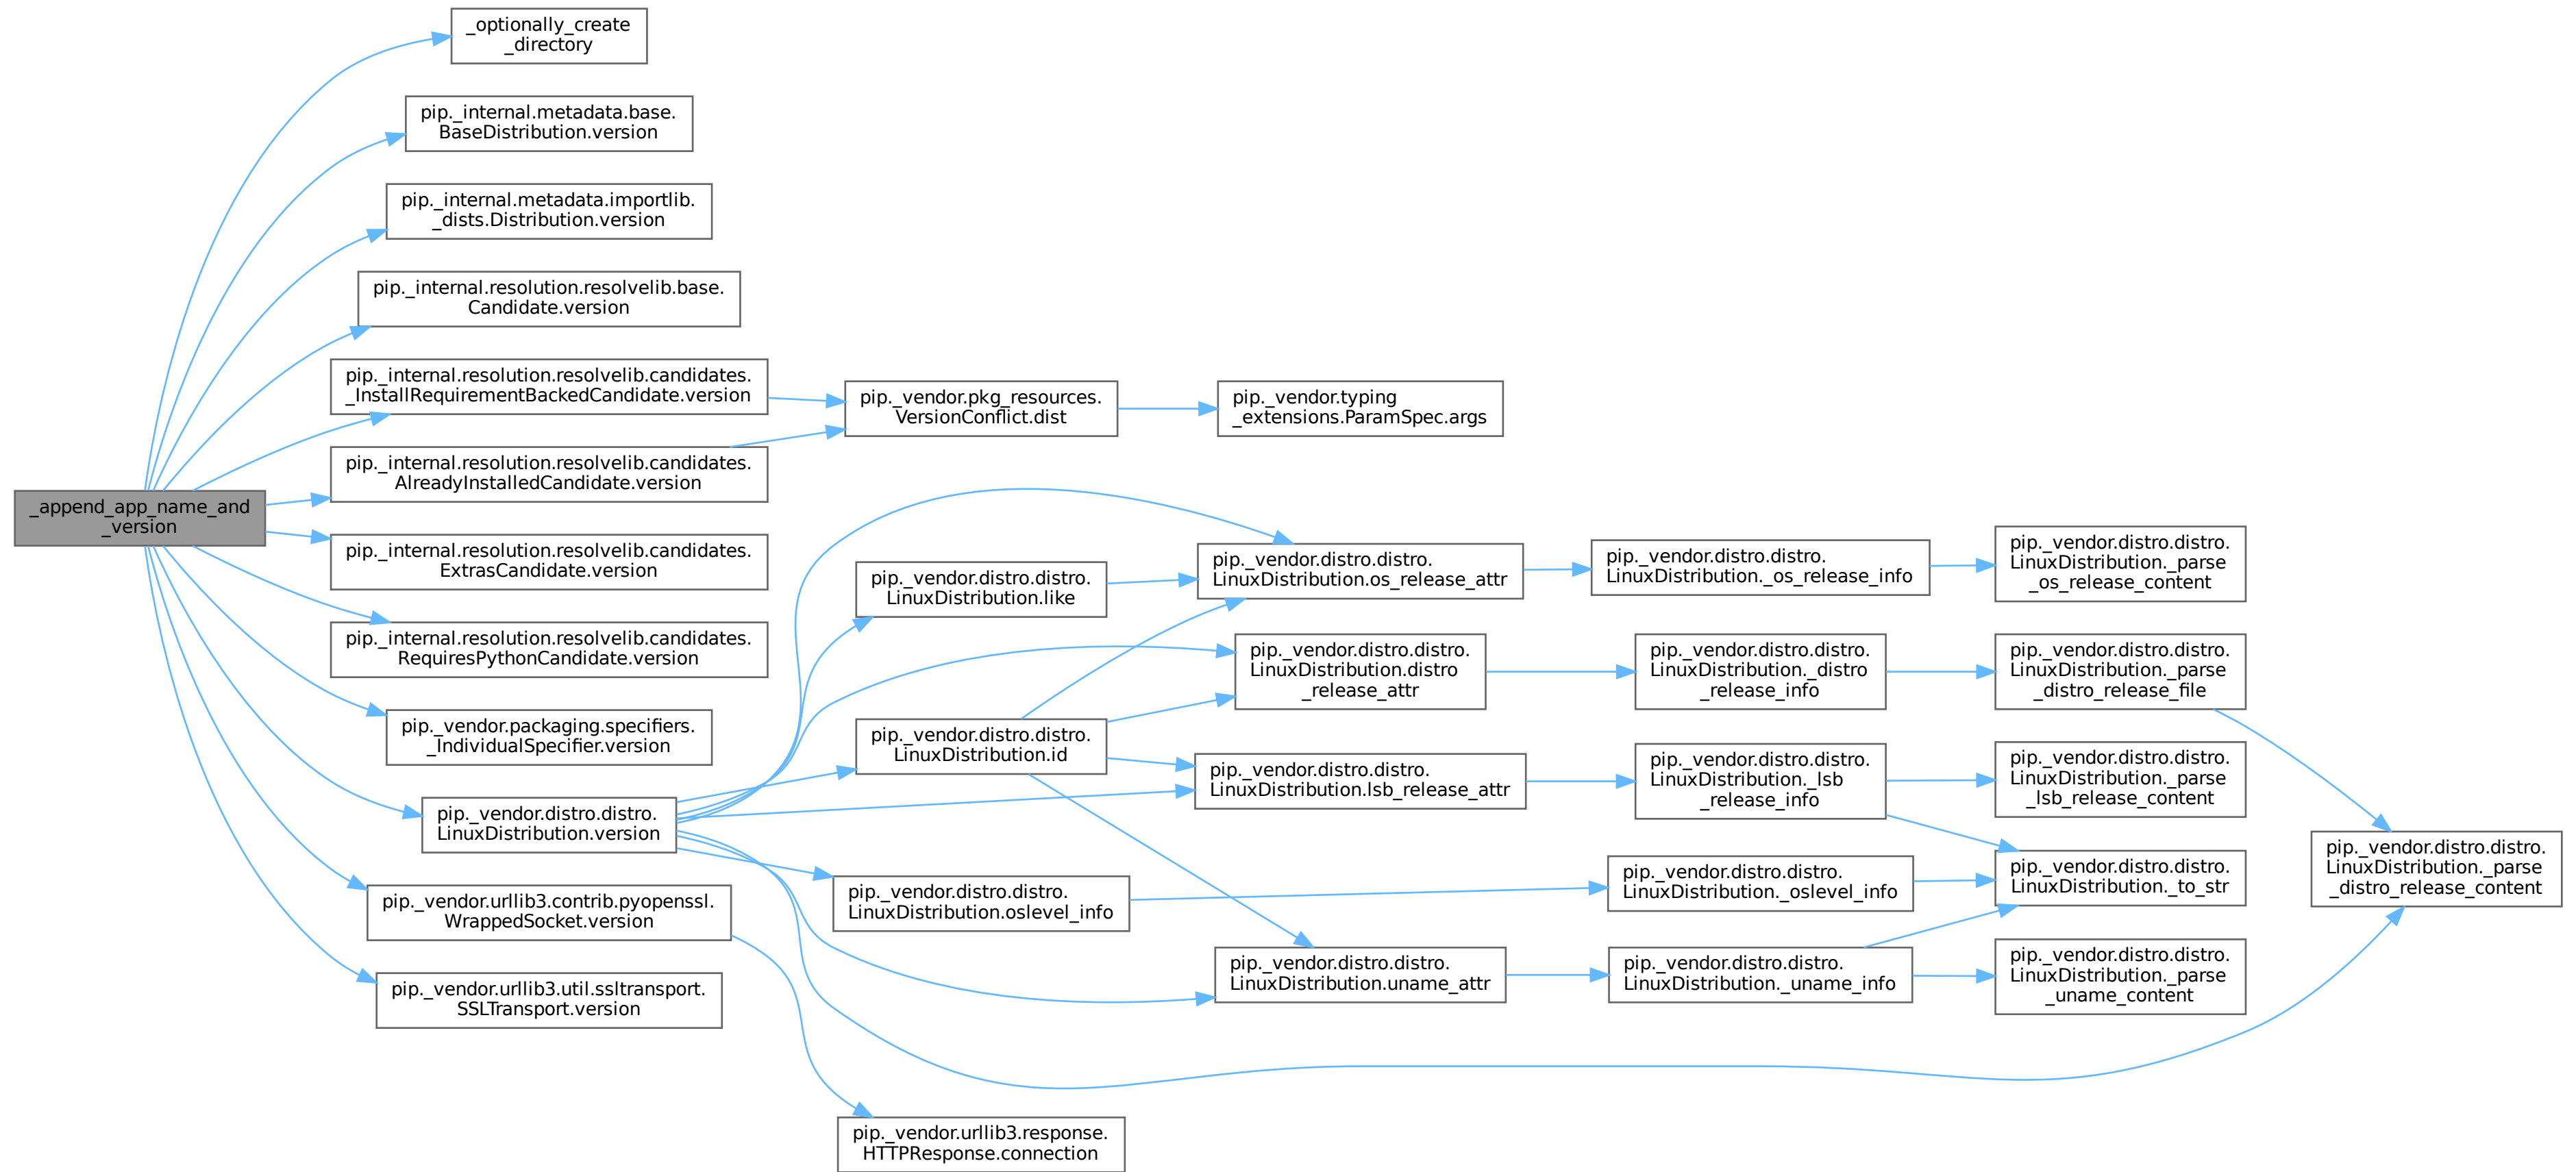 _append_app_name_and
_version
_optionally_create
_directory
pip._internal.metadata.base.
BaseDistribution.version
pip._internal.metadata.importlib.
_dists.Distribution.version
pip._internal.resolution.resolvelib.base.
Candidate.version
pip._internal.resolution.resolvelib.candidates.
_InstallRequirementBackedCandidate.version
pip._internal.resolution.resolvelib.candidates.
AlreadyInstalledCandidate.version
pip._internal.resolution.resolvelib.candidates.
ExtrasCandidate.version
pip._internal.resolution.resolvelib.candidates.
RequiresPythonCandidate.version
pip._vendor.packaging.specifiers.
_IndividualSpecifier.version
pip._vendor.distro.distro.
LinuxDistribution.version
pip._vendor.urllib3.contrib.pyopenssl.
WrappedSocket.version
pip._vendor.urllib3.util.ssltransport.
SSLTransport.version
pip._vendor.pkg_resources.
VersionConflict.dist
pip._vendor.distro.distro.
LinuxDistribution.like
pip._vendor.distro.distro.
LinuxDistribution.id
pip._vendor.distro.distro.
LinuxDistribution.oslevel_info
pip._vendor.urllib3.response.
HTTPResponse.connection
pip._vendor.typing
_extensions.ParamSpec.args
pip._vendor.distro.distro.
LinuxDistribution.os_release_attr
pip._vendor.distro.distro.
LinuxDistribution.distro
_release_attr
pip._vendor.distro.distro.
LinuxDistribution.lsb_release_attr
pip._vendor.distro.distro.
LinuxDistribution.uname_attr
pip._vendor.distro.distro.
LinuxDistribution._os_release_info
pip._vendor.distro.distro.
LinuxDistribution._distro
_release_info
pip._vendor.distro.distro.
LinuxDistribution._lsb
_release_info
pip._vendor.distro.distro.
LinuxDistribution._oslevel_info
pip._vendor.distro.distro.
LinuxDistribution._uname_info
pip._vendor.distro.distro.
LinuxDistribution._parse
_os_release_content
pip._vendor.distro.distro.
LinuxDistribution._parse
_distro_release_file
pip._vendor.distro.distro.
LinuxDistribution._parse
_lsb_release_content
pip._vendor.distro.distro.
LinuxDistribution._to_str
pip._vendor.distro.distro.
LinuxDistribution._parse
_uname_content
pip._vendor.distro.distro.
LinuxDistribution._parse
_distro_release_content